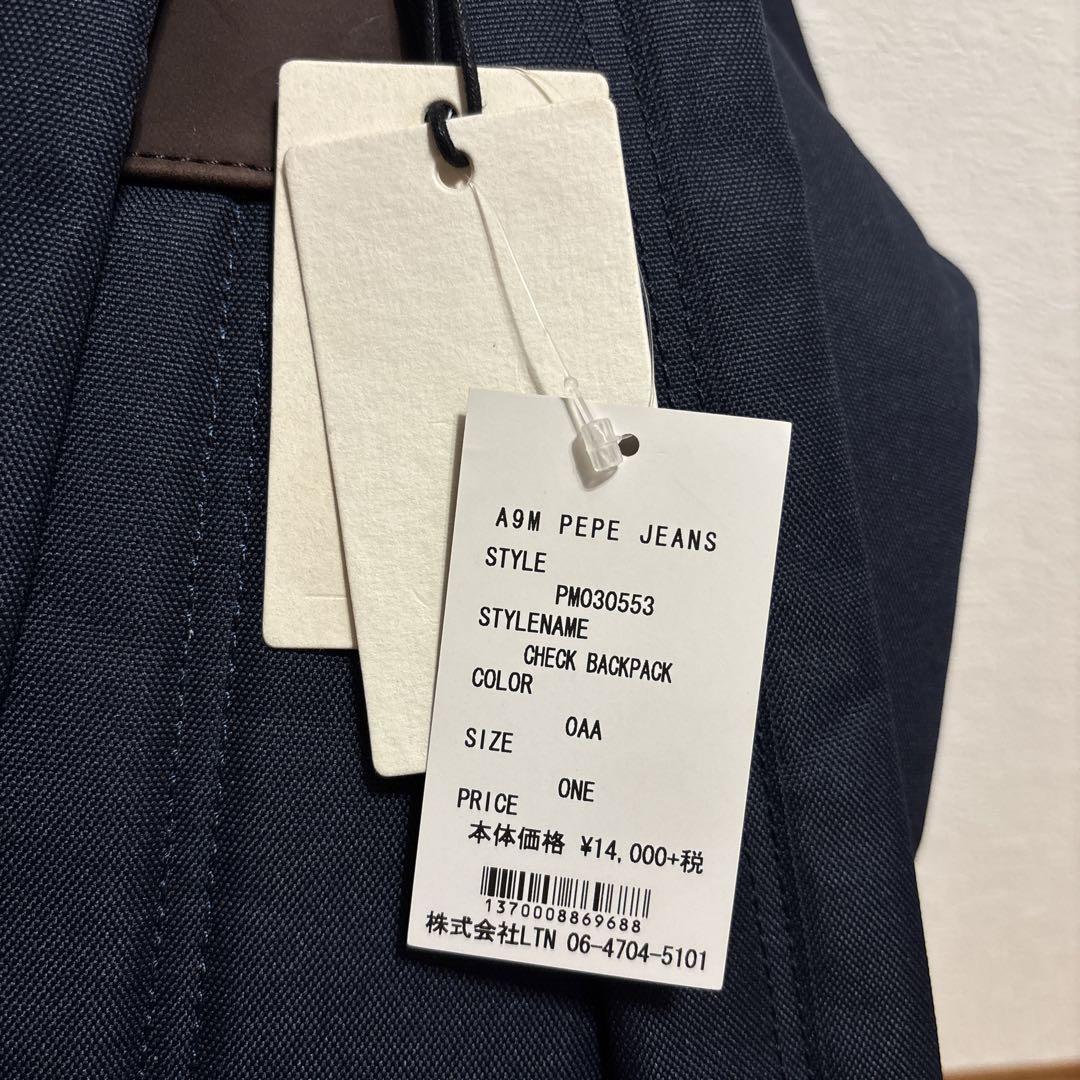 A9M PEPE JEANS
STYLE
PM030553
STYLENAME
CHECK BACKPACK
COLOR
0AA
SIZE
ONE
PRICE
本体価格 ¥14,000+税
1370008869688
株式会社LTN 06-4704-5101